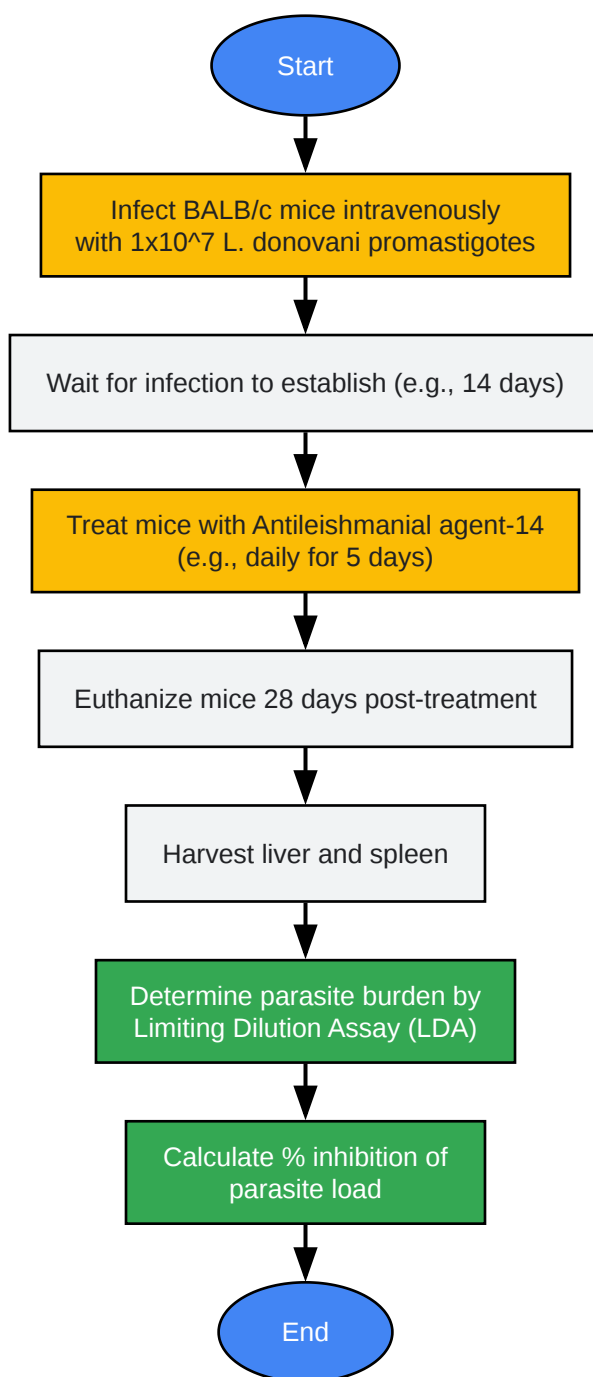 Start
Infect BALB/c mice intravenously
with 1x10^7 L. donovani promastigotes
Wait for infection to establish (e.g., 14 days)
Treat mice with Antileishmanial agent-14
(e.g., daily for 5 days)
Euthanize mice 28 days post-treatment
Harvest liver and spleen
Determine parasite burden by
Limiting Dilution Assay (LDA)
Calculate % inhibition of
parasite load
End